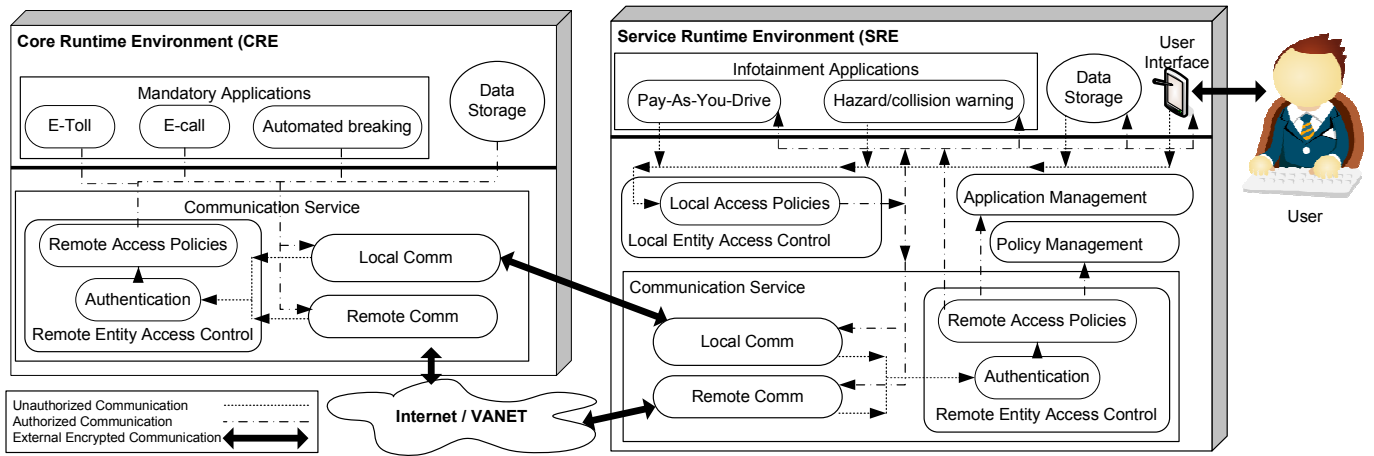 Core Runtime Environment (CRE
Mandatory Applications
E-Toll
E-call
Automated breaking
Data
Storage
Communication Service
Remote Access Policies
Authentication
Remote Entity Access Control
Local Comm
Remote Comm
Unauthorized Communication
Authorized Communication
External Encrypted Communication
Internet / VANET
Service Runtime Environment (SRE
Infotainment Applications
Pay-As-You-Drive
Hazard/collision warning
Data
Storage
User
Interface
Local Access Policies
Local Entity Access Control
Application Management
Policy Management
Communication Service
Local Comm
Remote Comm
Remote Access Policies
Authentication
Remote Entity Access Control
User